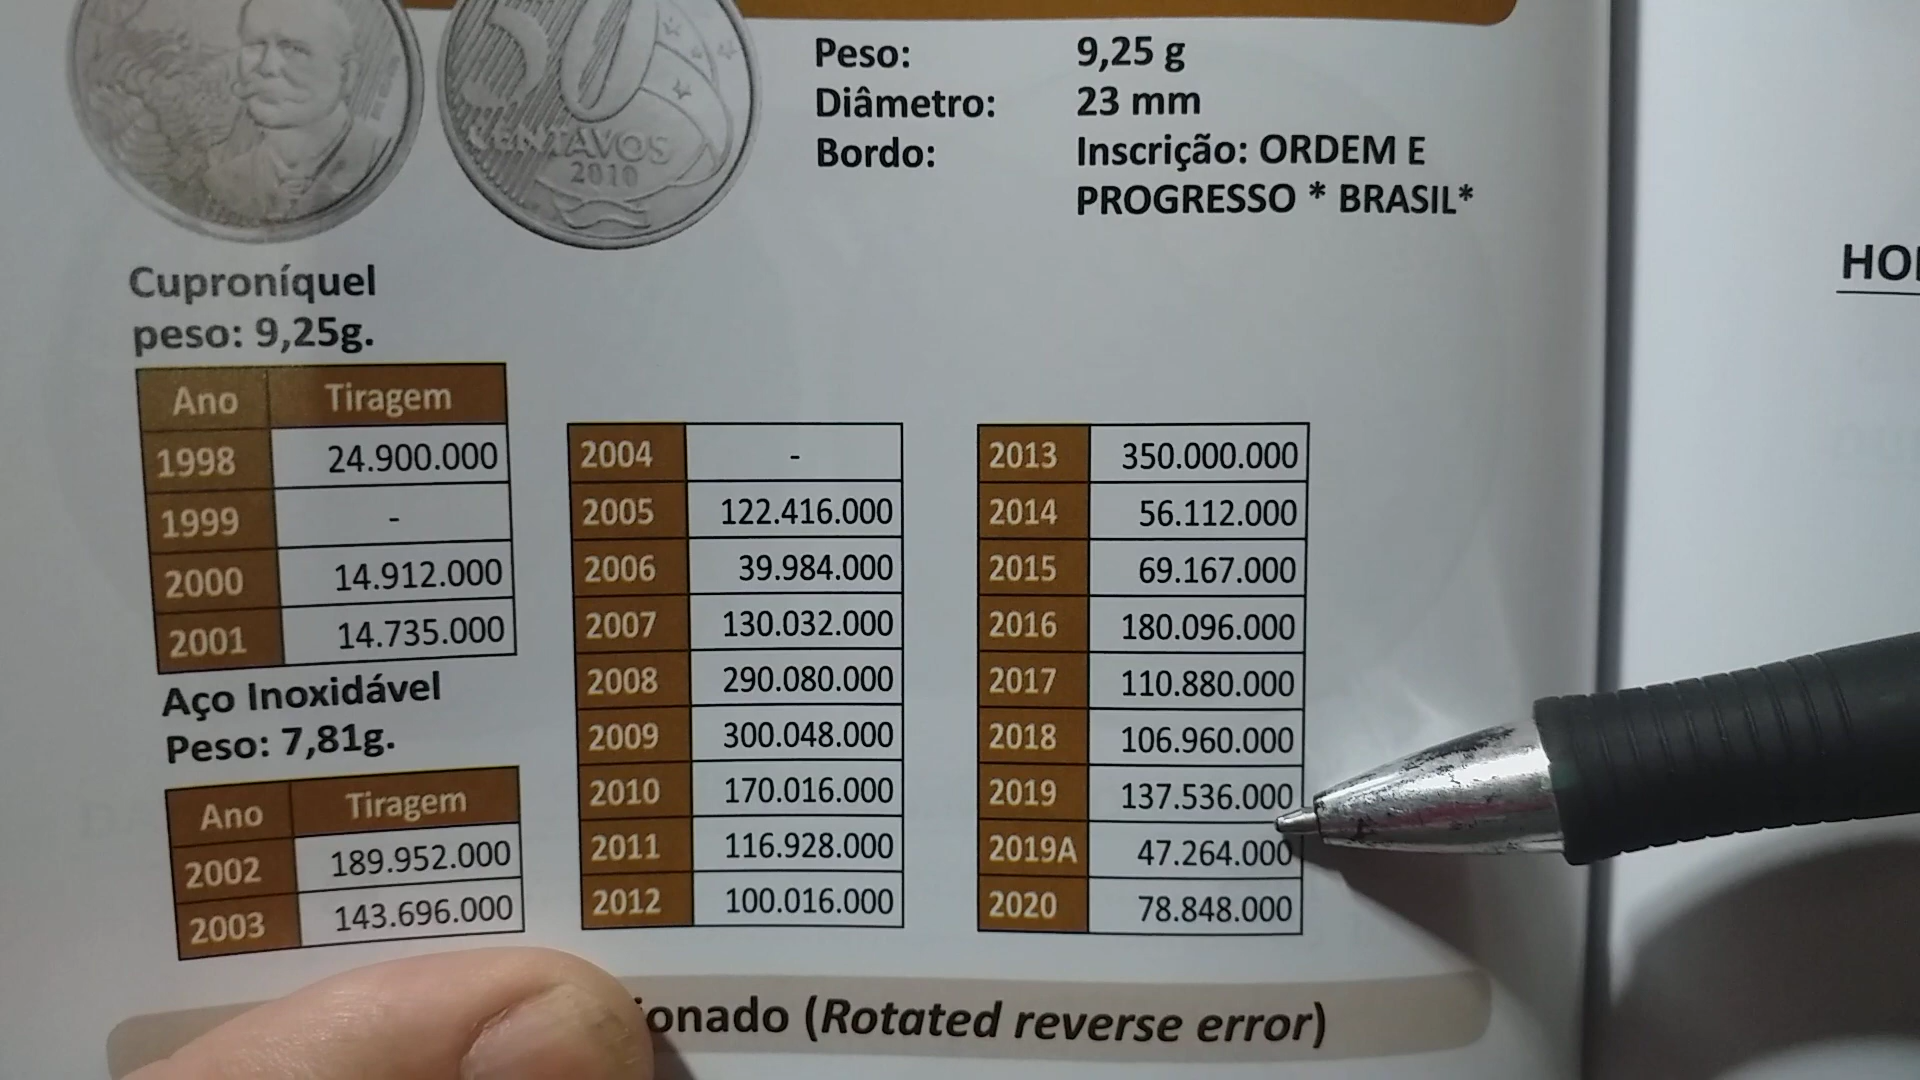 50
CENTAVOS
2010
Peso: 9,25 g
Diâmetro: 23 mm
Bordo: Inscrição: ORDEM E
PROGRESSO * BRASIL*
Cuproníquel
peso: 9,25g.
Ano Tiragem
1998 24.900.000
1999 -
2000 14.912.000
2001 14.735.000
Aço Inoxidável
Peso: 7,81g.
Ano Tiragem
2002 189.952.000
2003 143.696.000
2004 -
2005 122.416.000
2006 39.984.000
2007 130.032.000
2008 290.080.000
2009 300.048.000
2010 170.016.000
2011 116.928.000
2012 100.016.000
2013 350.000.000
2014 56.112.000
2015 69.167.000
2016 180.096.000
2017 110.880.000
2018 106.960.000
2019 137.536.000
2019A 47.264.000
2020 78.848.000
ionado (Rotated reverse error)
HO